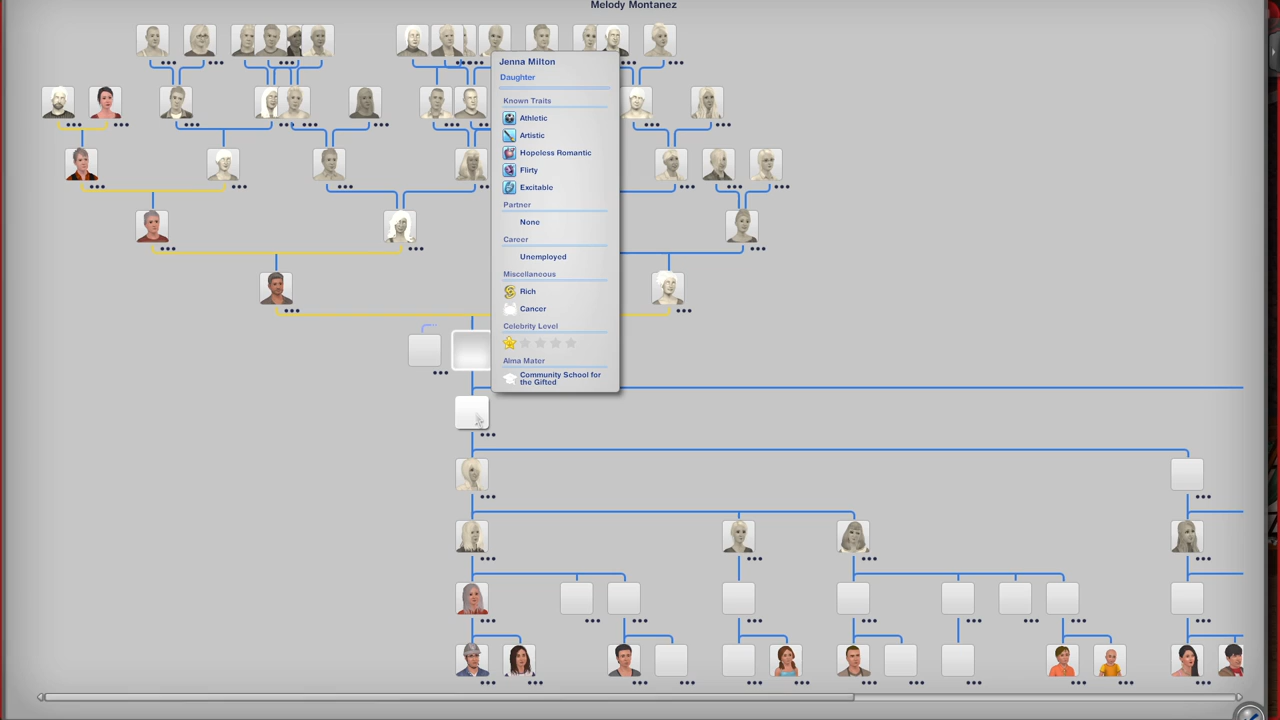 Melody Montanez
Jenna Milton
Daughter
Known Traits
Athletic
Artistic
Hopeless Romantic
Flirty
Excitable
Partner
None
Career
Unemployed
Miscellaneous
Rich
Cancer
Celebrity Level
Alma Mater
Community School for
the Gifted